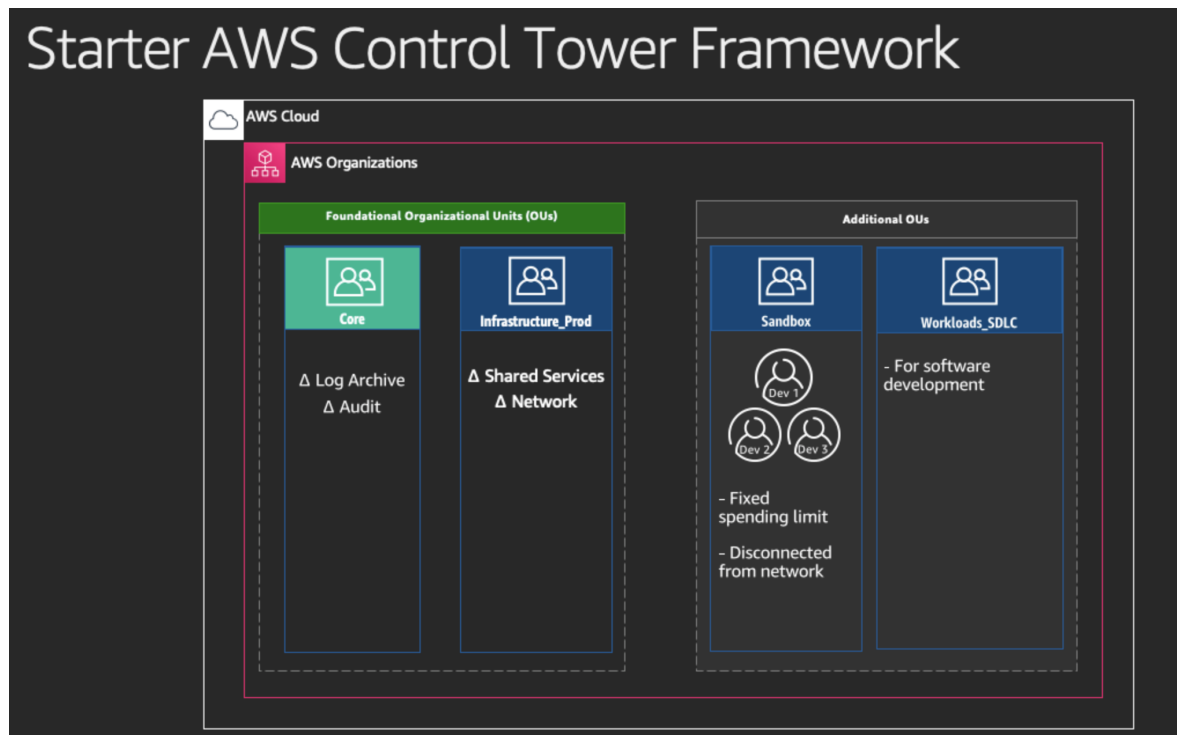 Starter AWS Control Tower Framework
AWS Cloud
AWS Organizations
Foundational Organizational Units (OUs)
Core
Δ Log Archive
Δ Audit
Infrastructure_Prod
Δ Shared Services
Δ Network
Additional OUs
Sandbox
Dev 1
Dev 2
Dev 3
- Fixed
spending limit
- Disconnected
from network
Workloads_SDLC
- For software
development